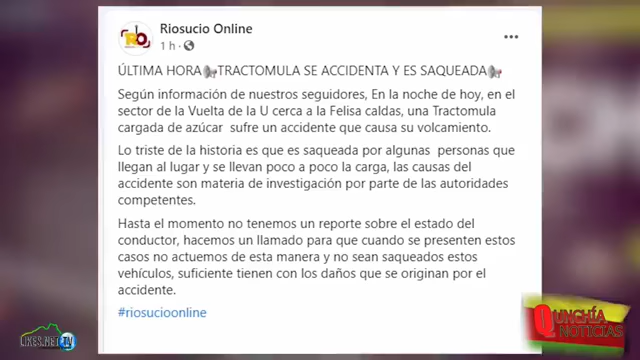 Riosucio Online
1 h
ÚLTIMA HORA TRACTOMULA SE ACCIDENTA Y ES SAQUEADA
Según información de nuestros seguidores, En la noche de hoy, en el
sector de la Vuelta de la U cerca a la Felisa caldas, una Tractomula
cargada de azúcar sufre un accidente que causa su volcamiento.
Lo triste de la historia es que es saqueada por algunas personas que
llegan al lugar y se llevan poco a poco la carga, las causas del
accidente son materia de investigación por parte de las autoridades
competentes.
Hasta el momento no tenemos un reporte sobre el estado del
conductor, hacemos un llamado para que cuando se presenten estos
casos no actuemos de esta manera y no sean saqueados estos
vehículos, suficiente tienen con los daños que se originan por el
accidente.
#riosucioonline
QUINCHÍA
NOTICIAS
LIKES.NET TV